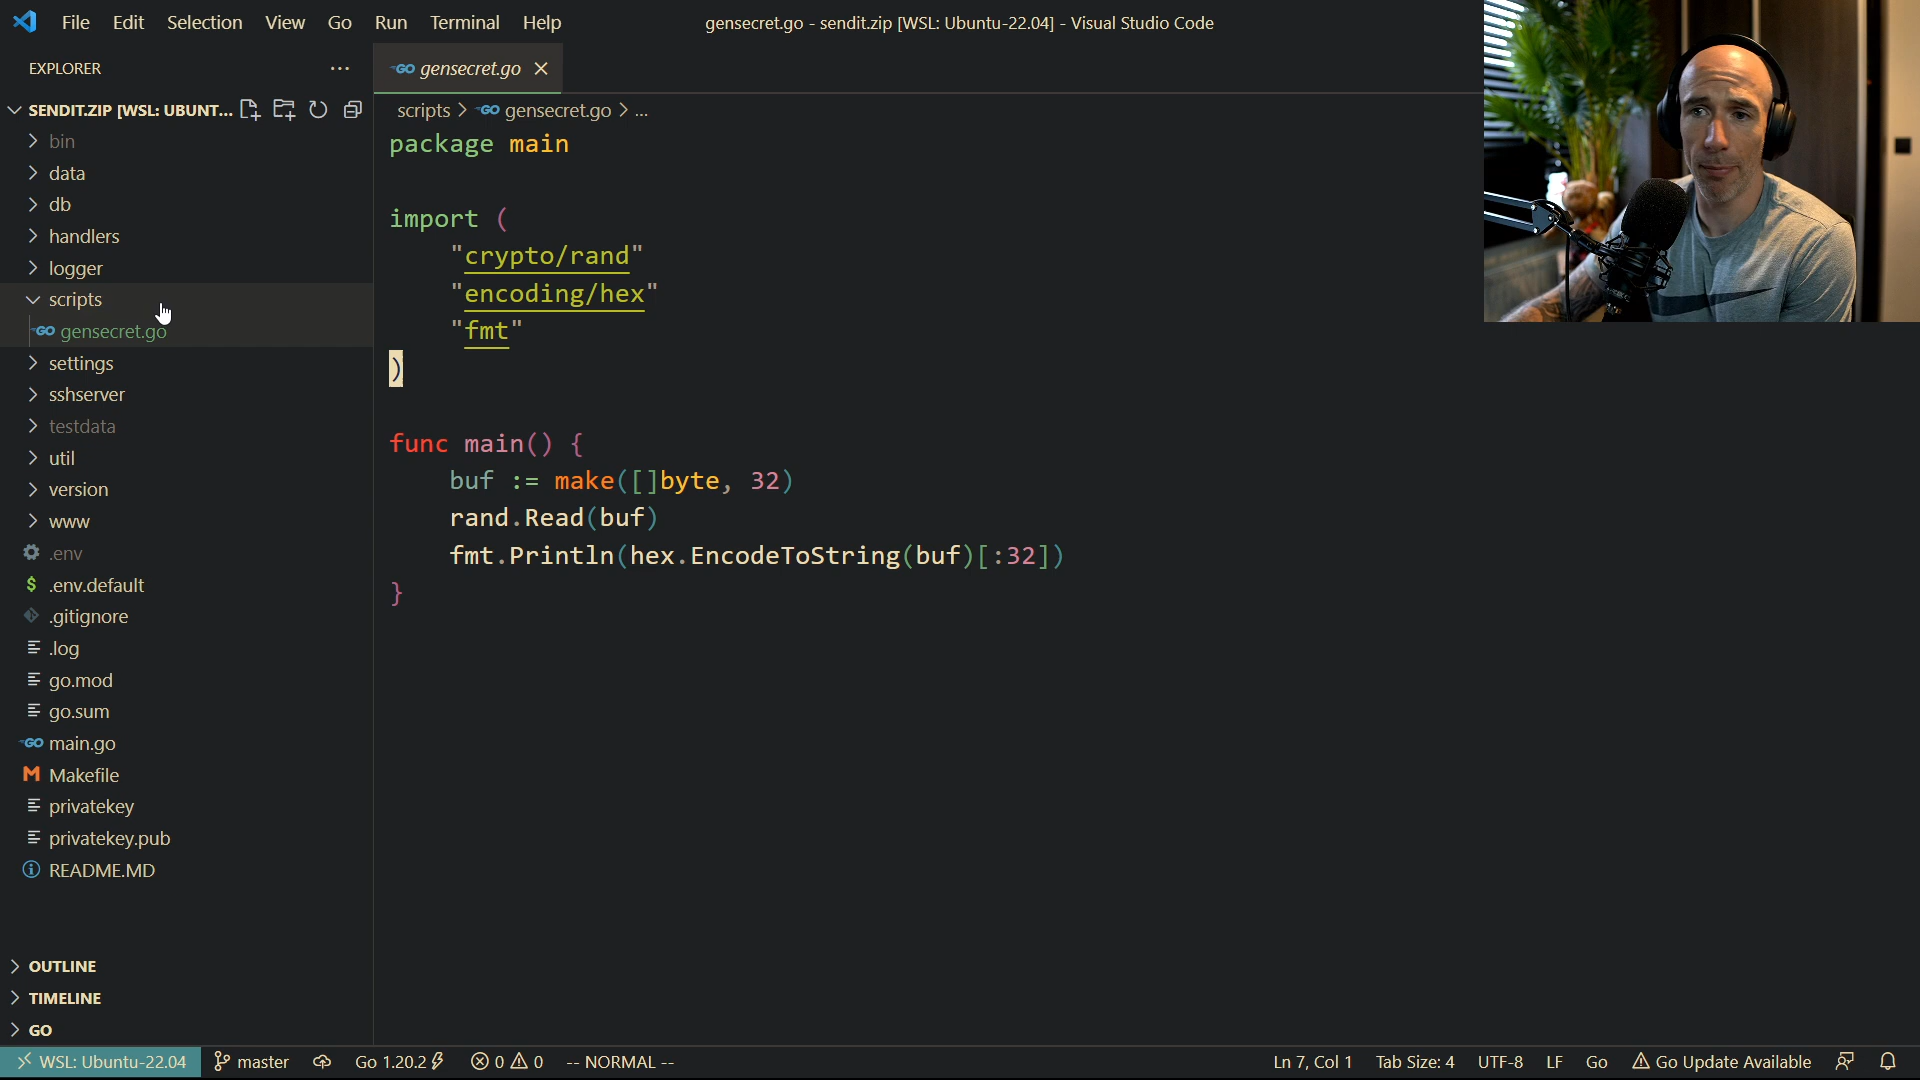 File Edit Selection View Go Run Terminal Help
gensecret.go - sendit.zip [WSL: Ubuntu-22.04] - Visual Studio Code
EXPLORER
SENDIT.ZIP [WSL: UBUNT...
bin
data
db
handlers
logger
scripts
GO gensecret.go
settings
sshserver
testdata
util
version
www
.env
$ .env.default
.gitignore
.log
go.mod
go.sum
GO main.go
M Makefile
privatekey
privatekey.pub
README.MD
OUTLINE
TIMELINE
GO
GO gensecret.go
scripts > GO gensecret.go > ...
package main
import (
"crypto/rand"
"encoding/hex"
"fmt"
)
func main() {
buf := make([]byte, 32)
rand.Read(buf)
fmt.Println(hex.EncodeToString(buf)[:32])
}
WSL: Ubuntu-22.04 master Go 1.20.2 0 0 -- NORMAL -- Ln 7, Col 1 Tab Size: 4 UTF-8 LF Go Go Update Available